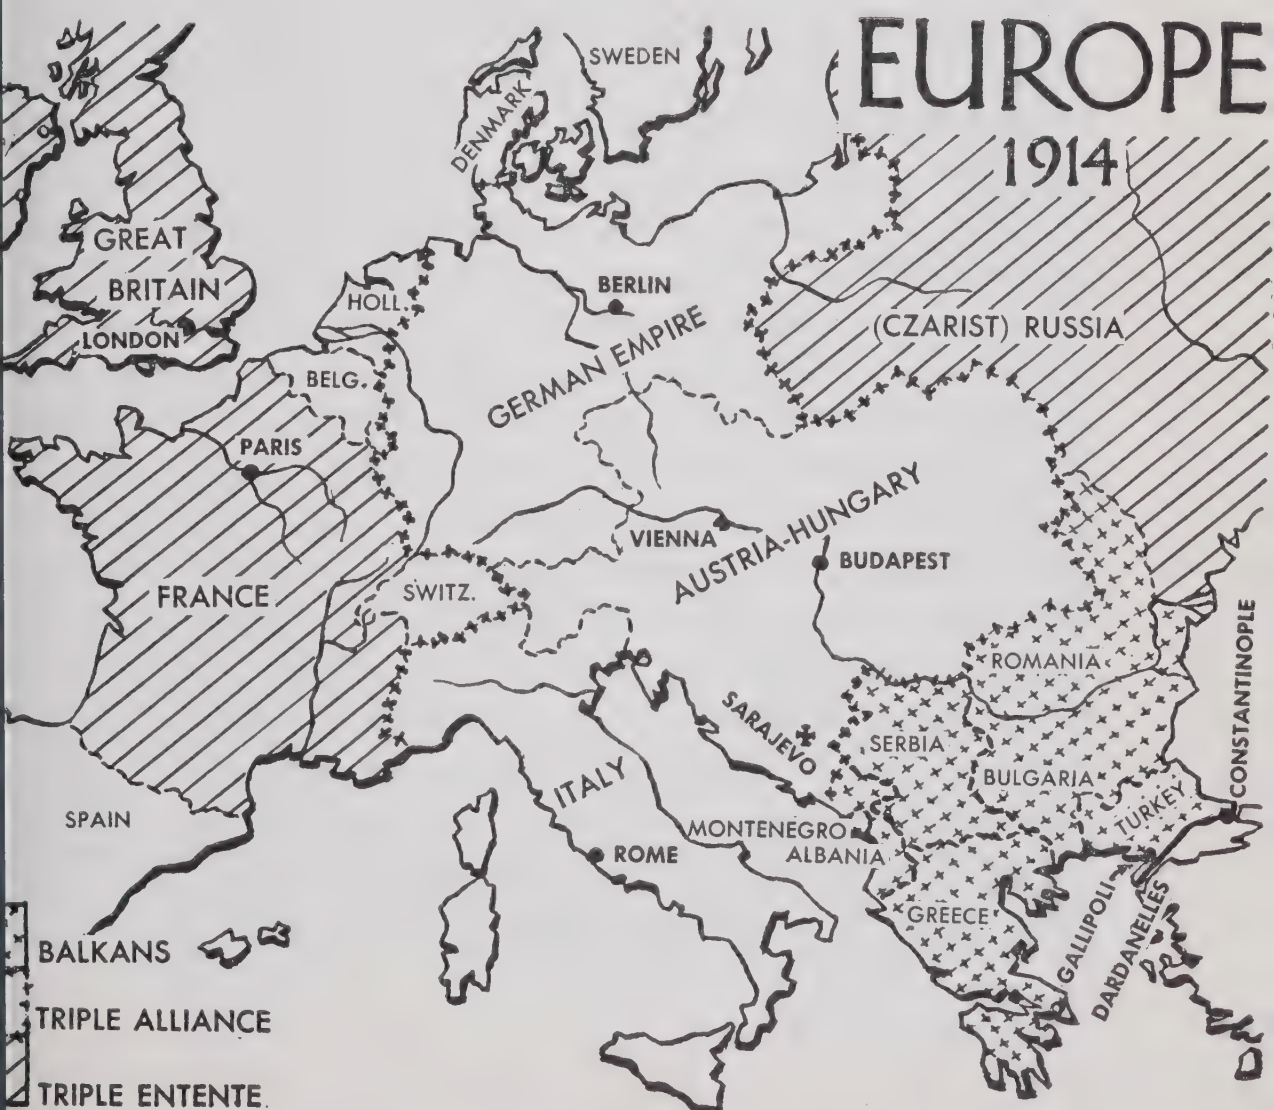 EUROPE
1914
SWEDEN
DENMARK
GREAT
BRITAIN
LONDON
HOLL.
BERLIN
GERMAN EMPIRE
(CZARIST) RUSSIA
BELG.
PARIS
VIENNA
AUSTRIA-HUNGARY
BUDAPEST
FRANCE
SWITZ.
ROMANIA
SARAJEVO
SERBIA
CONSTANTINOPLE
ITALY
BULGARIA
TURKEY
SPAIN
MONTENEGRO
ALBANIA
ROME
GREECE
GALLIPOLI
DARDANELLES
BALKANS
TRIPLE ALLIANCE
TRIPLE ENTENTE.